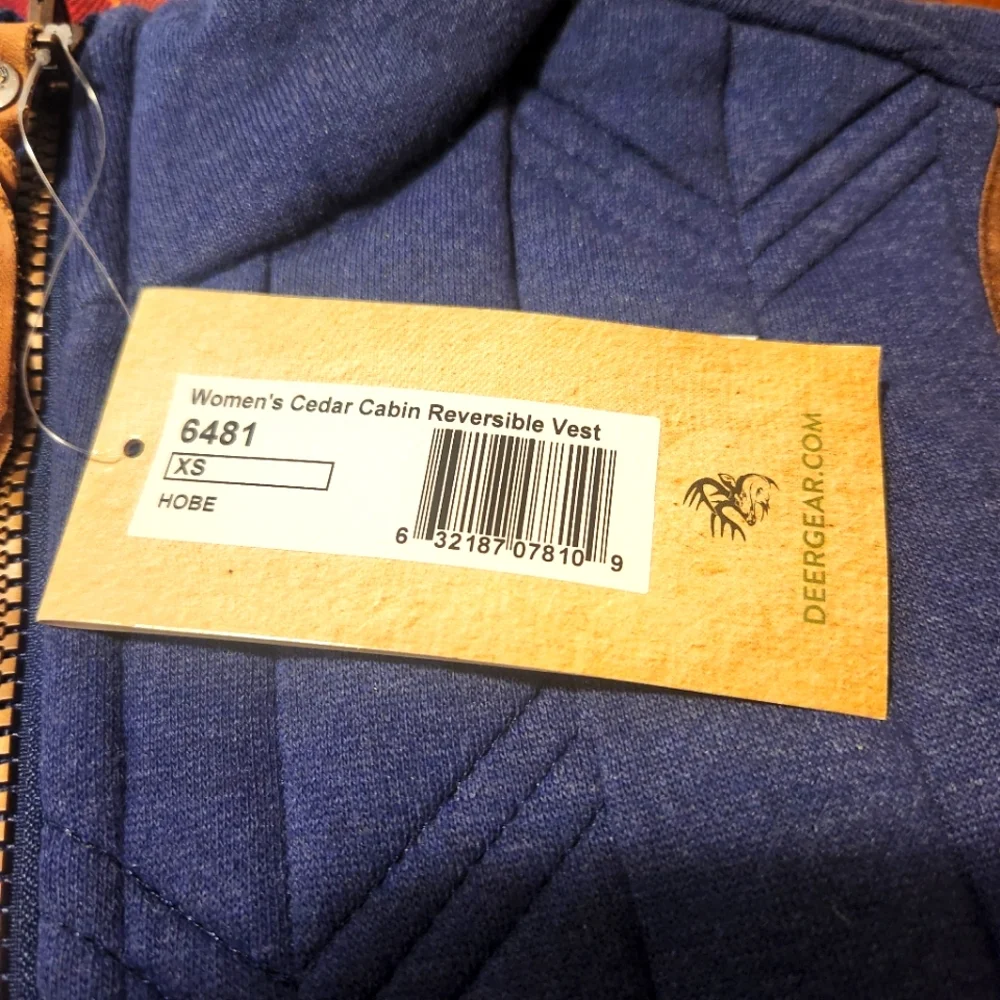 Women's Cedar Cabin Reversible Vest
6481
XS
HOBE
6 32187 07810 9
DEERGEAR.COM